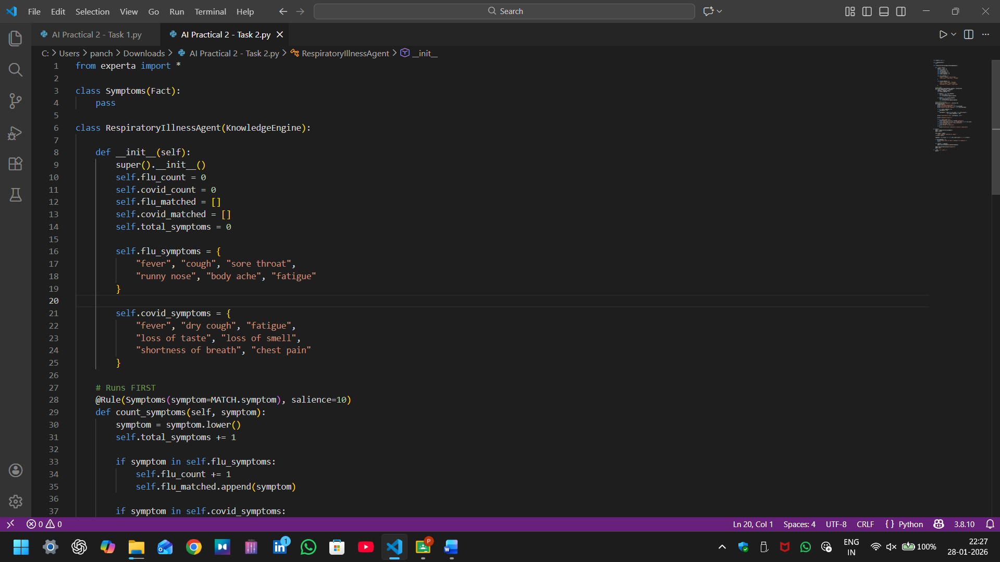 File Edit Selection View Go Run Terminal Help
Search
AI Practical 2 - Task 1.py
AI Practical 2 - Task 2.py
C: > Users > panch > Downloads > AI Practical 2 - Task 2.py > RespiratoryIllnessAgent > __init__
1 from experta import *
2
3 class Symptoms(Fact):
4     pass
5
6 class RespiratoryIllnessAgent(KnowledgeEngine):
7
8     def __init__(self):
9         super().__init__()
10         self.flu_count = 0
11         self.covid_count = 0
12         self.flu_matched = []
13         self.covid_matched = []
14         self.total_symptoms = 0
15
16         self.flu_symptoms = {
17             "fever", "cough", "sore throat",
18             "runny nose", "body ache", "fatigue"
19         }
20
21         self.covid_symptoms = {
22             "fever", "dry cough", "fatigue",
23             "loss of taste", "loss of smell",
24             "shortness of breath", "chest pain"
25         }
26
27     # Runs FIRST
28     @Rule(Symptoms(symptom=MATCH.symptom), salience=10)
29     def count_symptoms(self, symptom):
30         symptom = symptom.lower()
31         self.total_symptoms += 1
32
33         if symptom in self.flu_symptoms:
34             self.flu_count += 1
35             self.flu_matched.append(symptom)
36
37         if symptom in self.covid_symptoms:
0 0 Ln 20, Col 1 Spaces: 4 UTF-8 CRLF { } Python 3.8.10
1 P W ENG IN 100% 22:27
28-01-2026